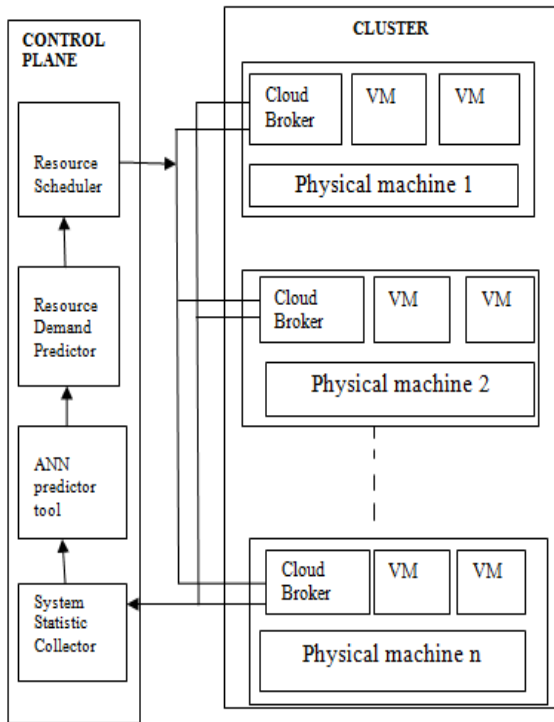 CONTROL
PLANE
Resource
Scheduler
Resource
Demand
Predictor
ANN
predictor
tool
System
Statistic
Collector
CLUSTER
Cloud
Broker
VM
VM
Physical machine 1
Cloud
Broker
VM
VM
Physical machine 2
Cloud
Broker
VM
VM
Physical machine n